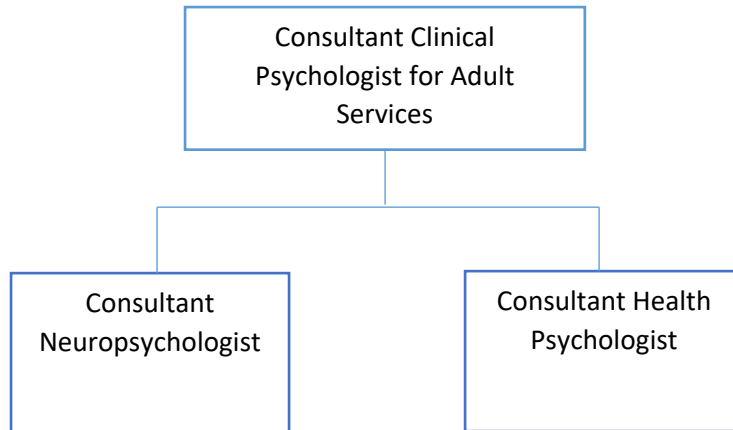 Consultant Clinical
Psychologist for Adult
Services
Consultant
Neuropsychologist
Consultant Health
Psychologist